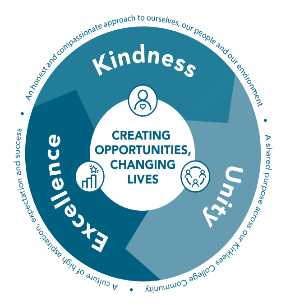 An honest and compassionate approach to ourselves, our people and our environment
Kindness
CREATING
OPPORTUNITIES,
CHANGING
LIVES
Unity
A shared purpose across our Kirklees College Community
Excellence
A culture of high aspiration, expectation and success